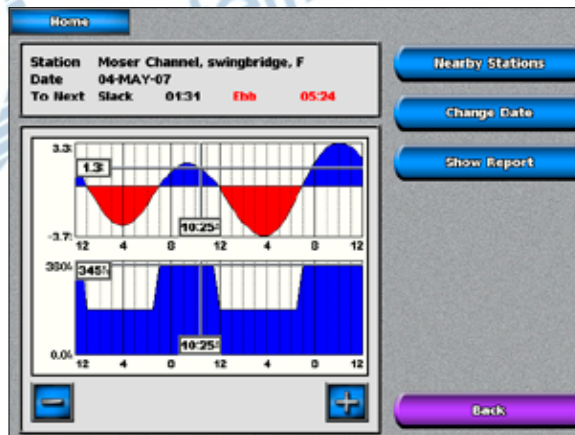 Home
Station Moser Channel, swingbridge, F
Date 04-MAY-07
To Next Slack 01:31 Ebb 05:24
Nearby Stations
Change Date
Show Report
3.3
1.3
10:25
-3.7
12 4 8 12 4 8 12
360
345
10:25
0.0
12 4 8 12 4 8 12
Back